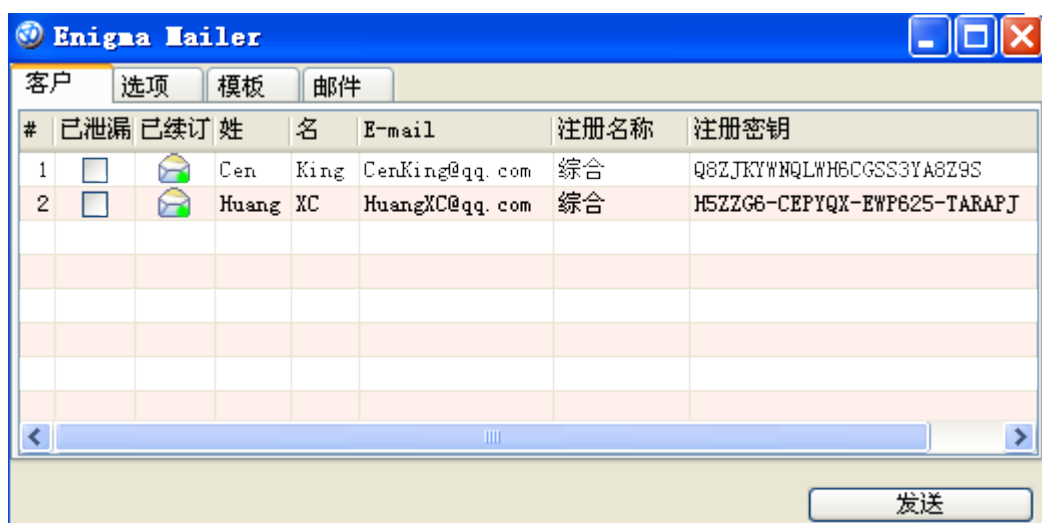 Enigma Mailer
客户 选项 模板 邮件
# 已泄漏 已续订 姓 名 E-mail 注册名称 注册密钥
1 Cen King CenKing@qq.com 综合 Q8ZJKYWNQLWH6CGSS3YA8Z9S
2 Huang XC HuangXC@qq.com 综合 H5ZZG6-CEPYQX-EWP625-TARAPJ
发送